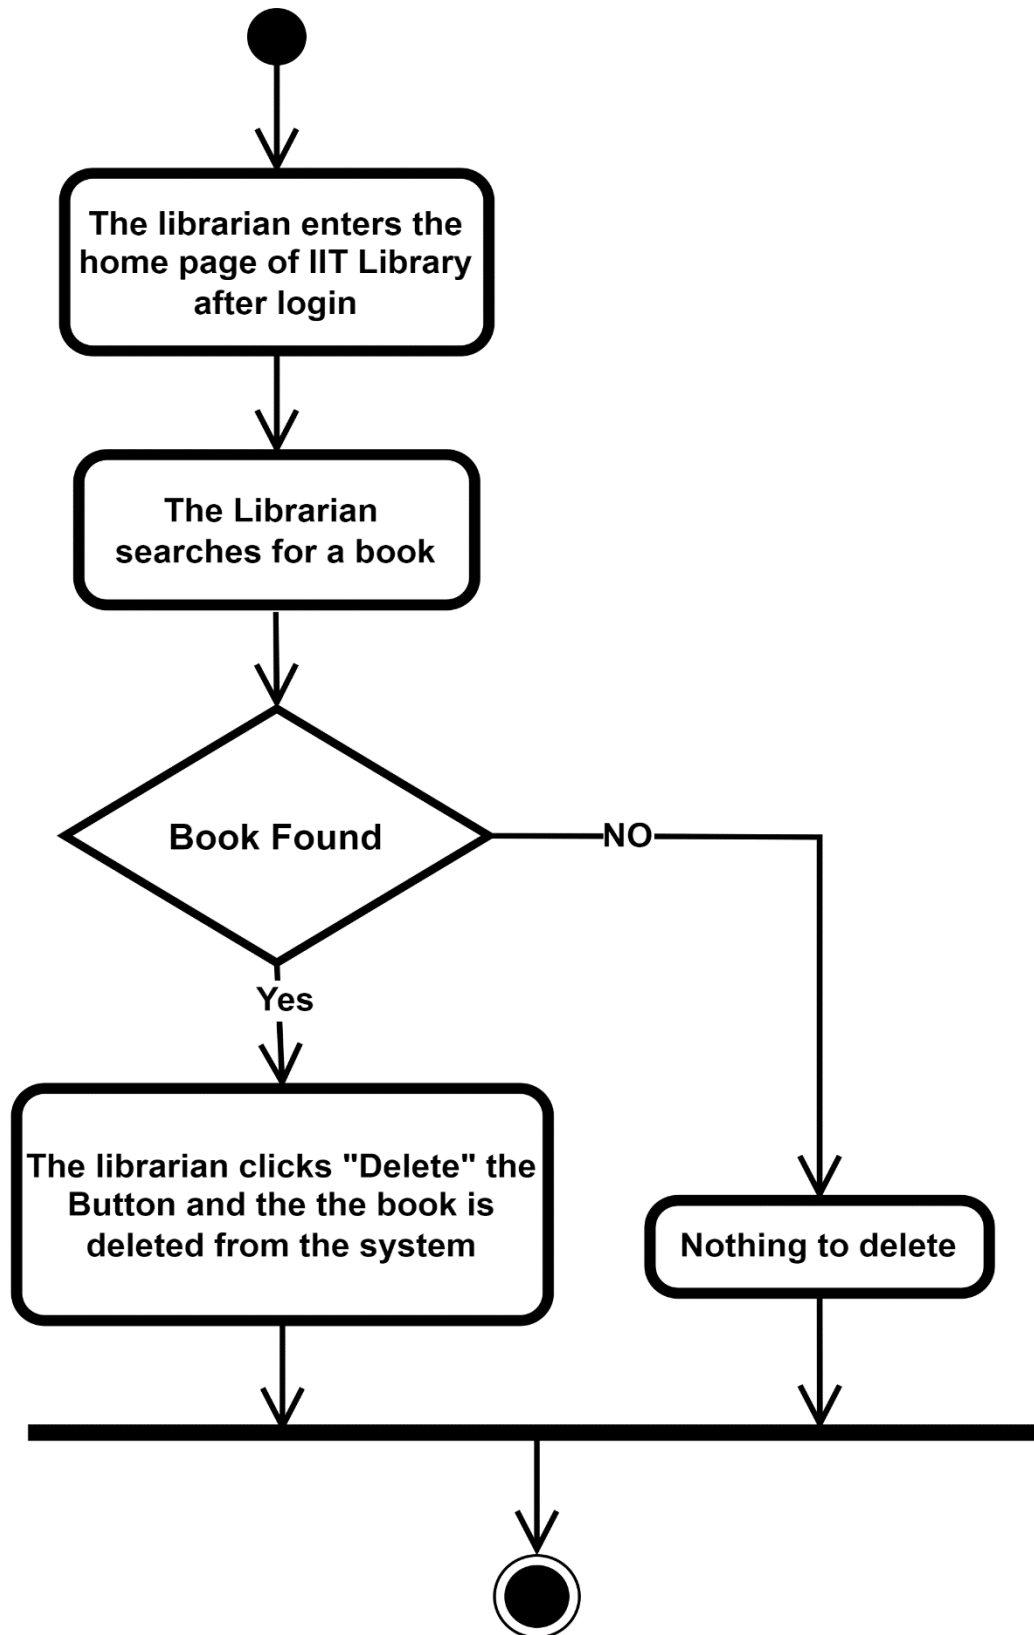 The librarian enters the
home page of IIT Library
after login
The Librarian
searches for a book
Book Found
NO
Yes
The librarian clicks "Delete" the
Button and the the book is
deleted from the system
Nothing to delete